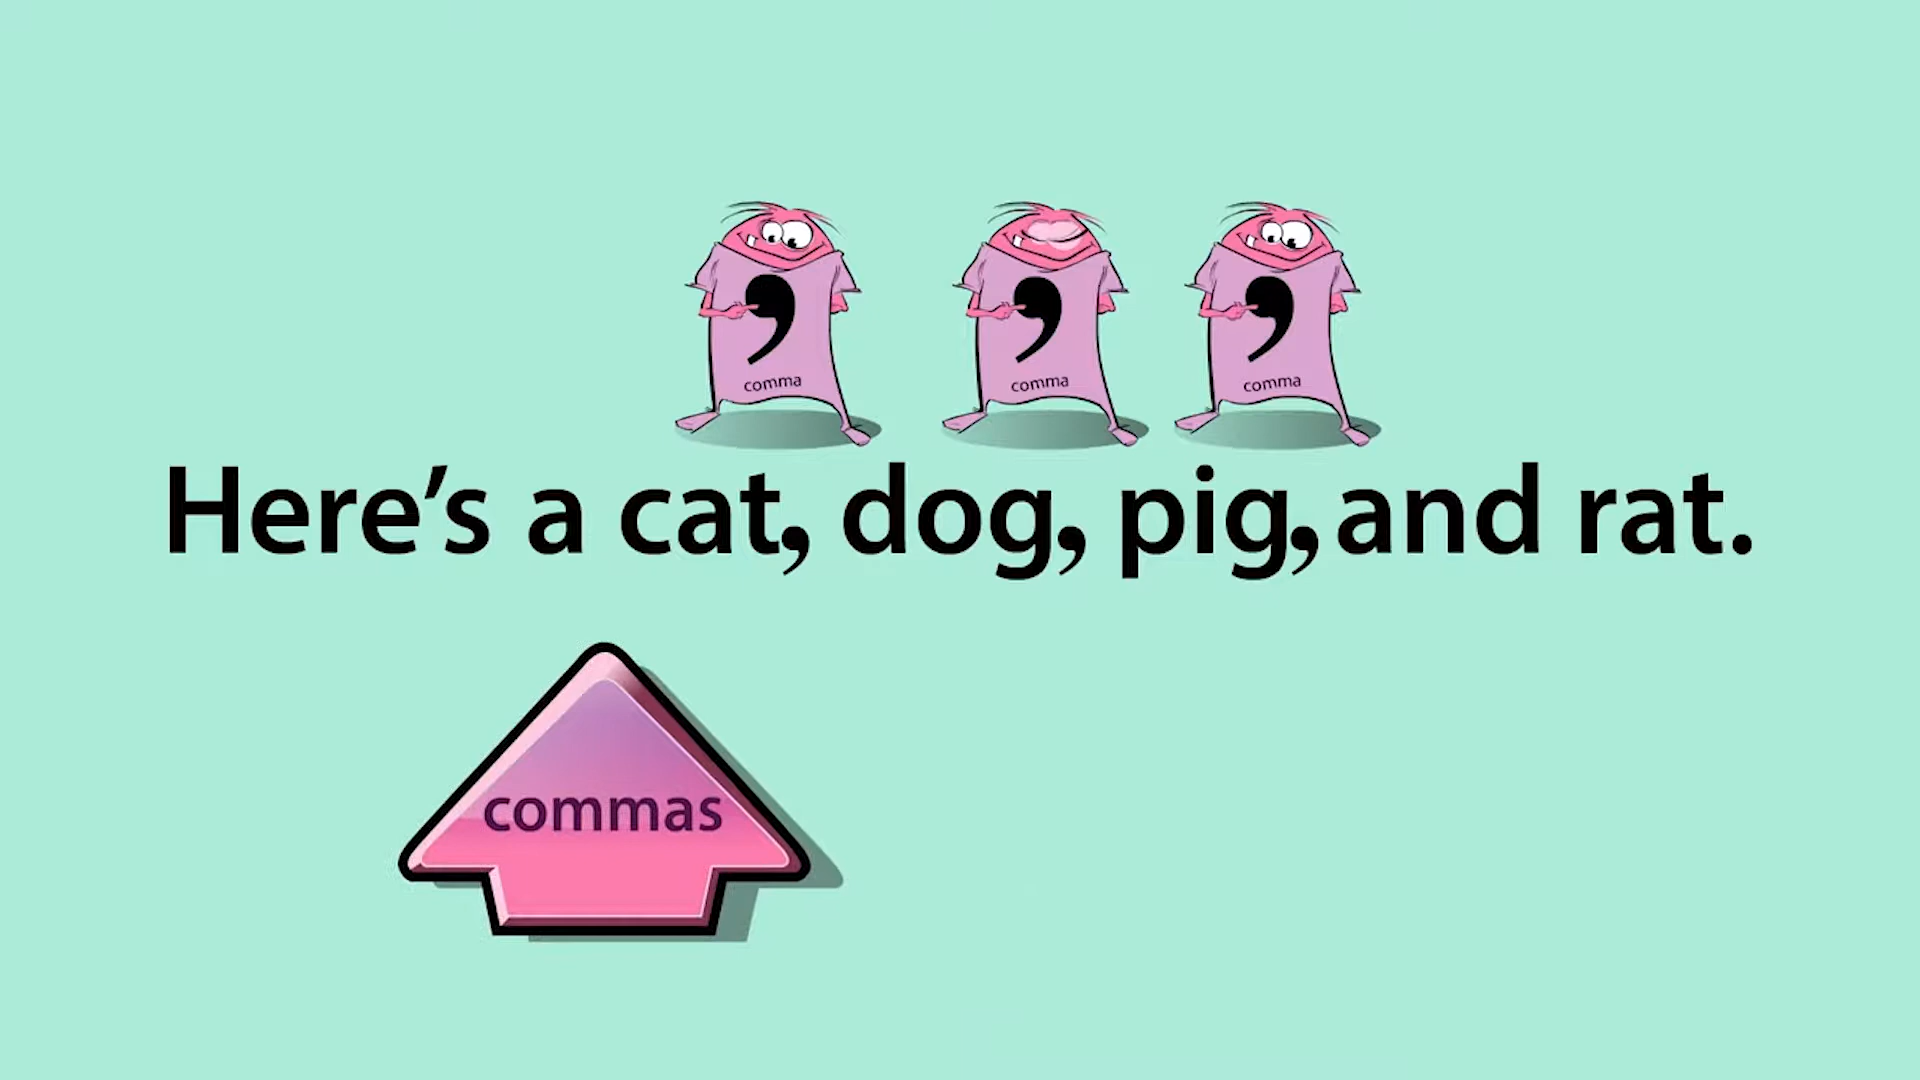 , , ,
comma comma comma
Here’s a cat, dog, pig, and rat.
commas